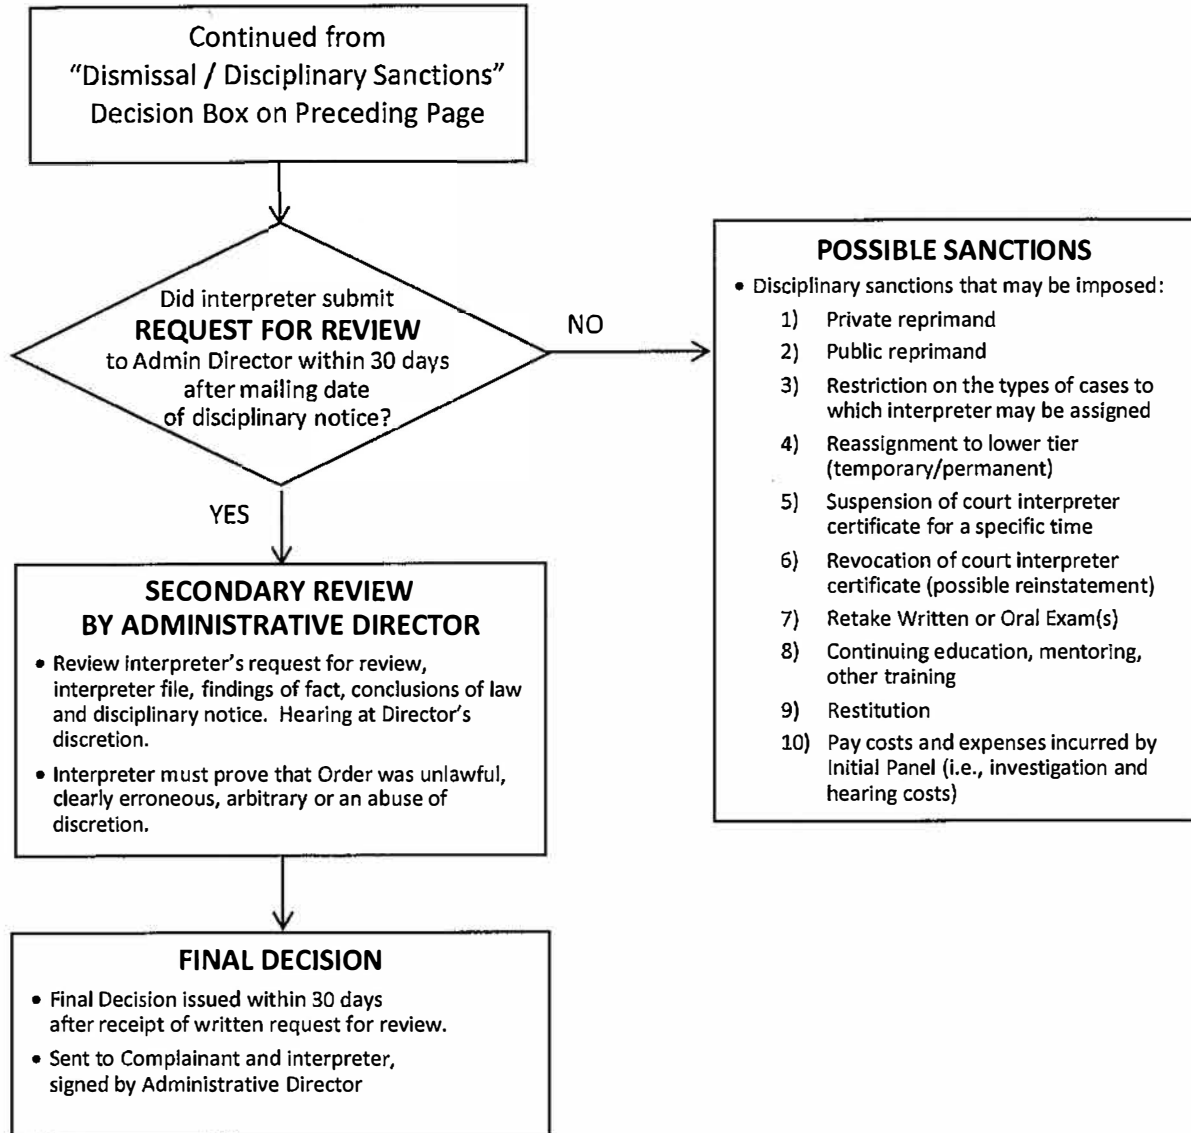 Continued from
“Dismissal / Disciplinary Sanctions”
Decision Box on Preceding Page
Did interpreter submit
REQUEST FOR REVIEW
to Admin Director within 30 days
after mailing date
of disciplinary notice?
NO
YES
POSSIBLE SANCTIONS
• Disciplinary sanctions that may be imposed:
1) Private reprimand
2) Public reprimand
3) Restriction on the types of cases to
which interpreter may be assigned
4) Reassignment to lower tier
(temporary/permanent)
5) Suspension of court interpreter
certificate for a specific time
6) Revocation of court interpreter
certificate (possible reinstatement)
7) Retake Written or Oral Exam(s)
8) Continuing education, mentoring,
other training
9) Restitution
10) Pay costs and expenses incurred by
Initial Panel (i.e., investigation and
hearing costs)
SECONDARY REVIEW
BY ADMINISTRATIVE DIRECTOR
• Review interpreter’s request for review,
interpreter file, findings of fact, conclusions of law
and disciplinary notice. Hearing at Director’s
discretion.
• Interpreter must prove that Order was unlawful,
clearly erroneous, arbitrary or an abuse of
discretion.
FINAL DECISION
• Final Decision issued within 30 days
after receipt of written request for review.
• Sent to Complainant and interpreter,
signed by Administrative Director